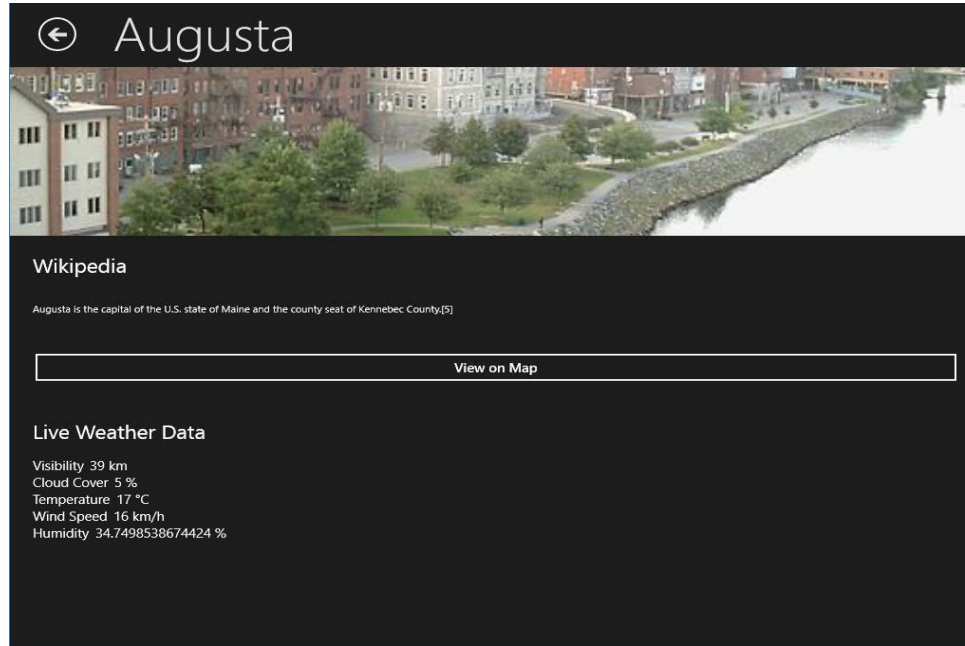 Augusta
Wikipedia
Augusta is the capital of the U.S. state of Maine and the county seat of Kennebec County.[5]
View on Map
Live Weather Data
Visibility 39 km
Cloud Cover 5 %
Temperature 17 °C
Wind Speed 16 km/h
Humidity 34.7498538674424 %